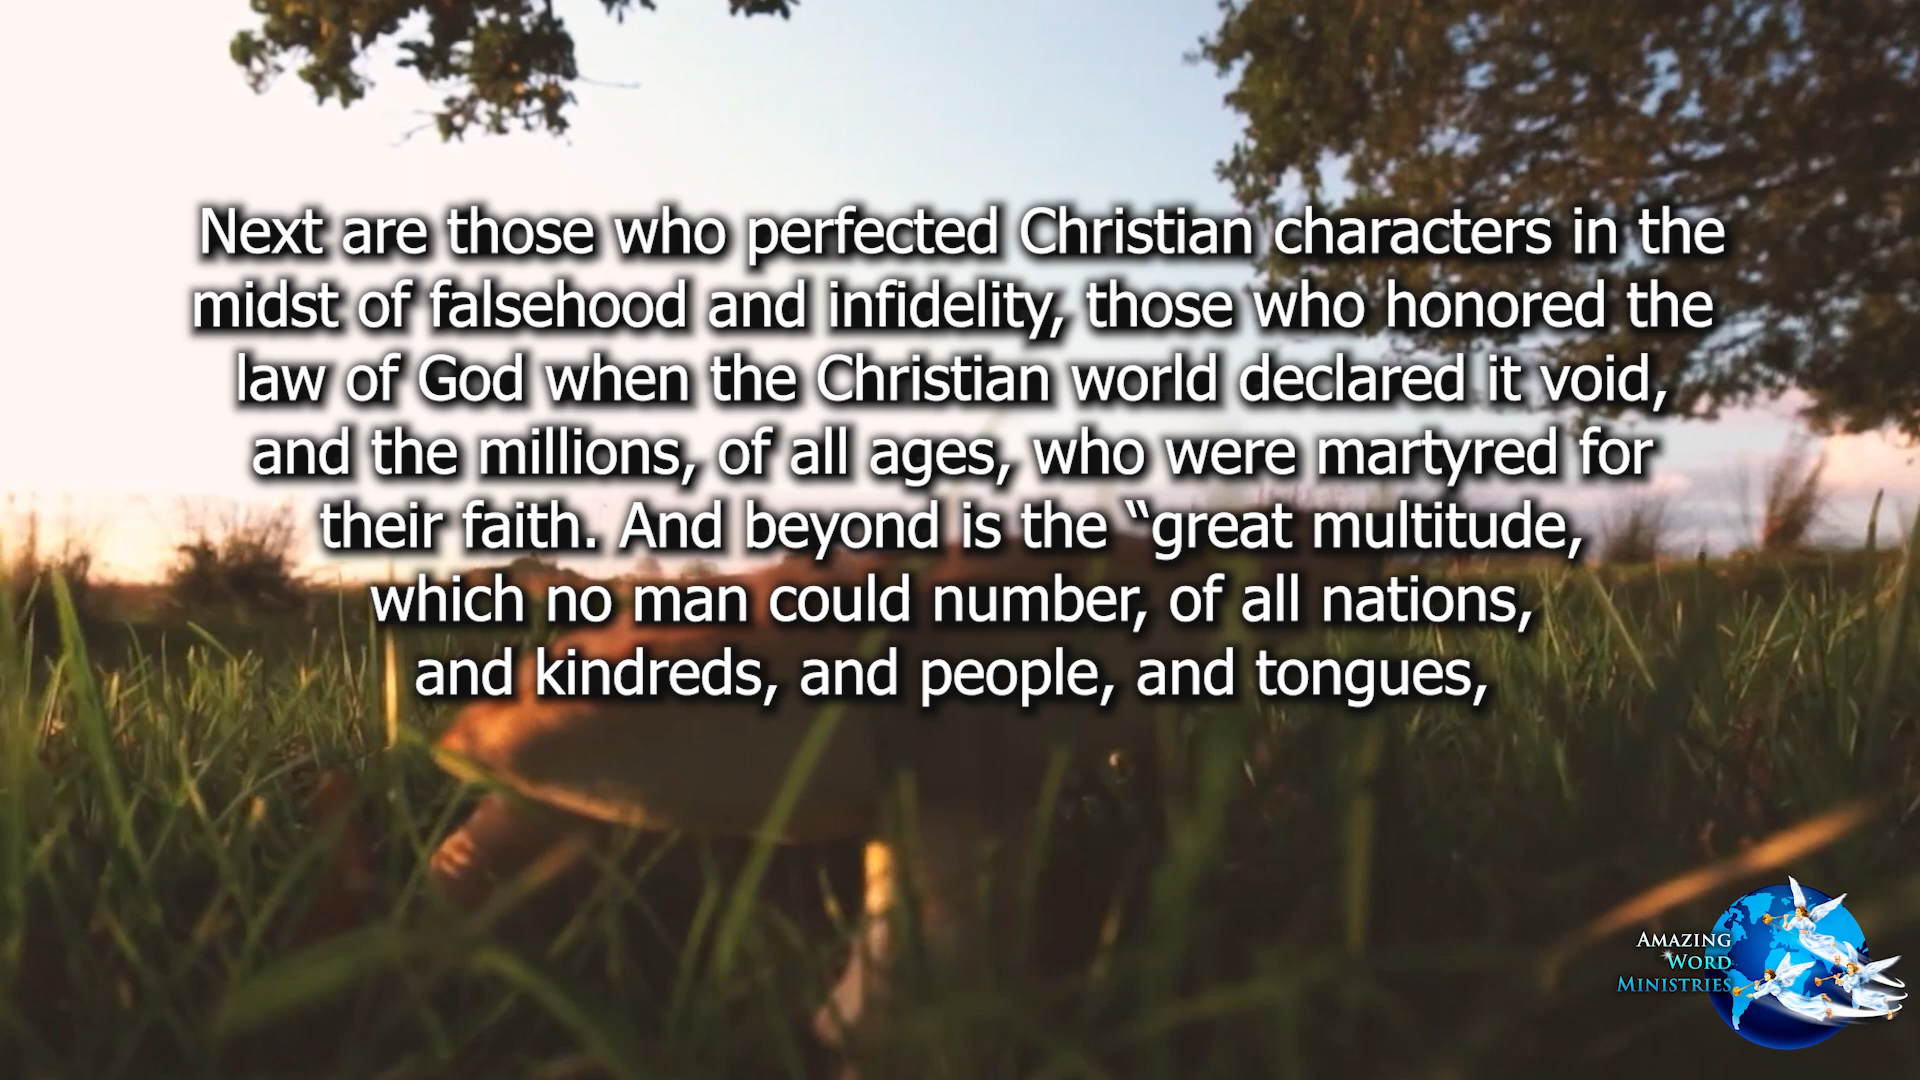 Next are those who perfected Christian characters in the
midst of falsehood and infidelity, those who honored the
law of God when the Christian world declared it void,
and the millions, of all ages, who were martyred for
their faith. And beyond is the “great multitude,
which no man could number, of all nations,
and kindreds, and people, and tongues,
AMAZING
WORD
MINISTRIES